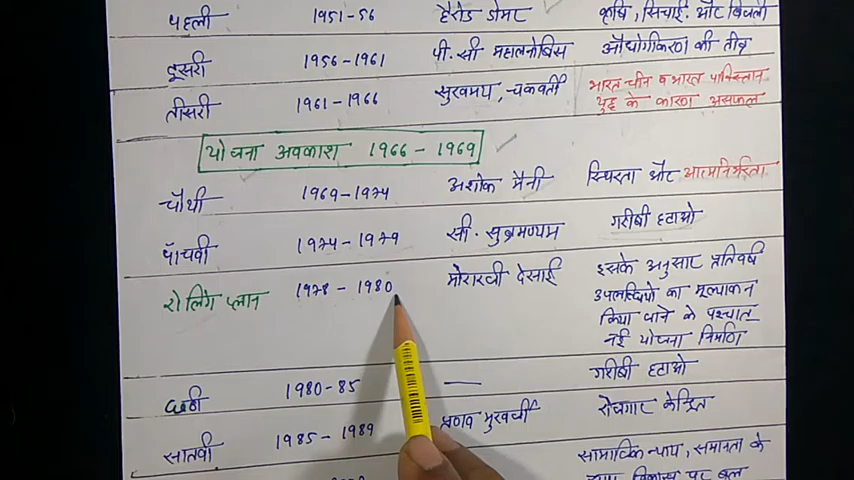 पहली 1951-56 हैरोड डोमर कृषि, सिंचाई और बिजली
दूसरी 1956-1961 पी. सी महालनोबिस औद्योगीकरण की तीव्र
तीसरी 1961-1966 सुखमय, चक्रवर्ती भारत चीन व भारत पाकिस्तान
युद्ध के कारण असफल
योजना अवकाश 1966-1969
चौथी 1969-1974 अशोक मैनी स्थिरता और आत्मनिर्भरता
पाँचवी 1974-1979 सी. सुब्रमण्यम गरीबी हटाओ
रोलिंग प्लान 1978-1980 मोरारजी देसाई इसके अनुसार प्रतिवर्ष
उपलब्धियों का मूल्यांकन
किया जाने के पश्चात
नई योजना निर्माण
छठी 1980-85 — गरीबी हटाओ
सातवी 1985-1989 प्रणव मुखर्जी रोजगार केन्द्रित
सामाजिक न्याय, समानता के
साथ विकास पर बल